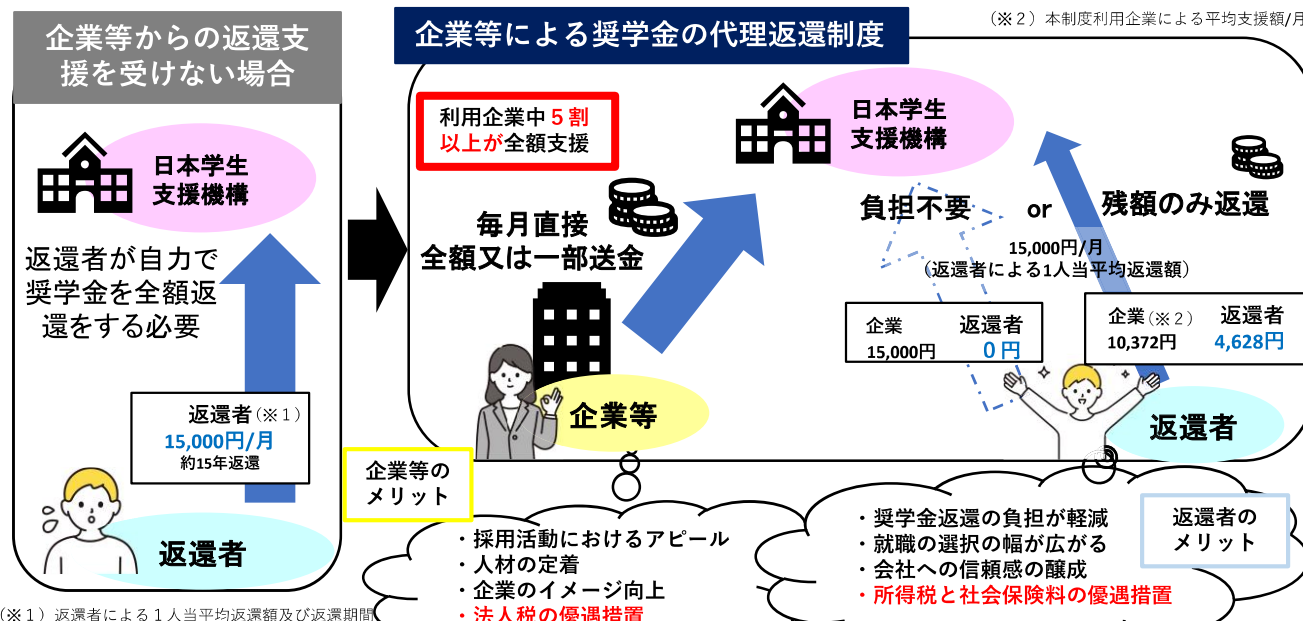 企業等からの返還支
援を受けない場合
日本学生
支援機構
返還者が自力で
奨学金を全額返
還をする必要
返還者(※1)
15,000円/月
約15年返還
返還者
(※1)返還者による1人当平均返還額及び返還期間
企業等による奨学金の代理返還制度
(※2)本制度利用企業による平均支援額/月
利用企業中5割
以上が全額支援
日本学生
支援機構
毎月直接
全額又は一部送金
負担不要
or
残額のみ返還
15,000円/月
(返還者による1人当平均返還額)
企業 返還者
15,000円 0円
企業(※2) 返還者
10,372円 4,628円
企業等
返還者
企業等の
メリット
・採用活動におけるアピール
・人材の定着
・企業のイメージ向上
・法人税の優遇措置
返還者の
メリット
・奨学金返還の負担が軽減
・就職の選択の幅が広がる
・会社への信頼感の醸成
・所得税と社会保険料の優遇措置